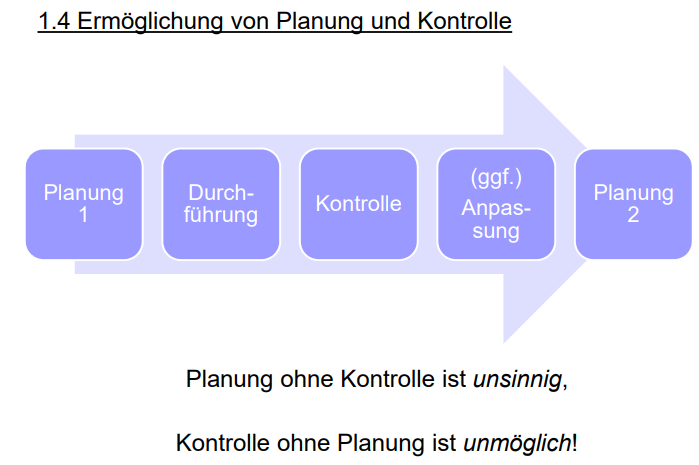 1.4 Ermöglichung von Planung und Kontrolle
Planung
1
Durch-
führung
Kontrolle
(ggf.)
Anpas-
sung
Planung
2
Planung ohne Kontrolle ist unsinnig,
Kontrolle ohne Planung ist unmöglich!